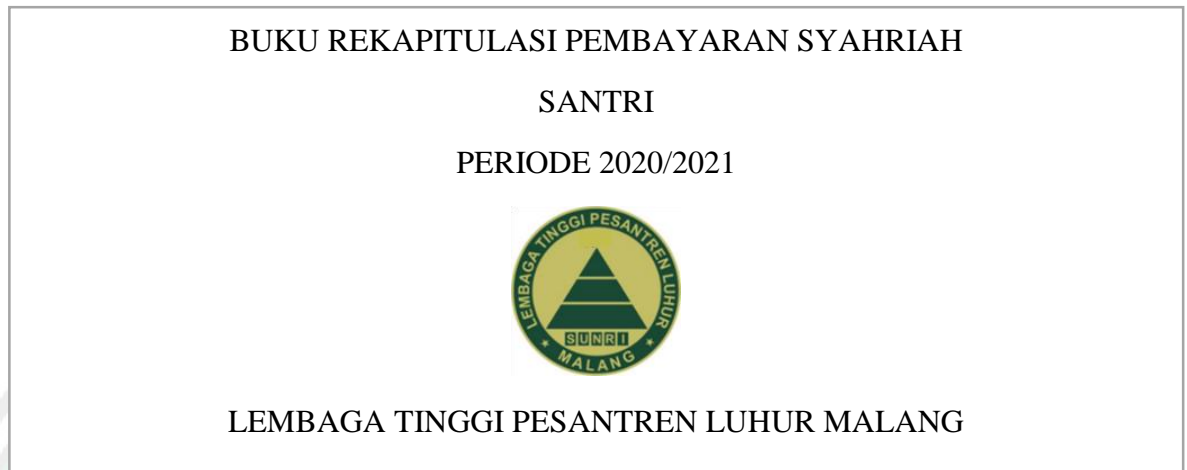 BUKU REKAPITULASI PEMBAYARAN SYAHRIAH
SANTRI
PERIODE 2020/2021
LEMBAGA TINGGI PESANTREN LUHUR
SUNRI
MALANG
LEMBAGA TINGGI PESANTREN LUHUR MALANG